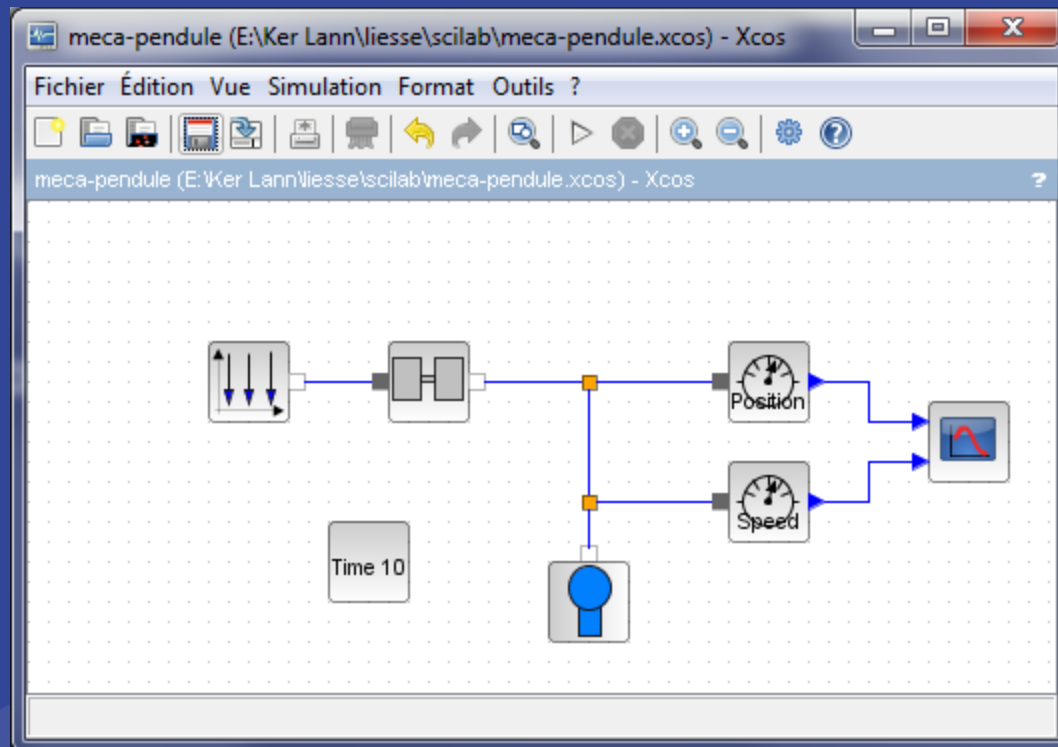 meca-pendule (E:\Ker Lann\liesse\scilab\meca-pendule.xcos) - Xcos
Fichier Édition Vue Simulation Format Outils ?
meca-pendule (E:\Ker Lann\liesse\scilab\meca-pendule.xcos) - Xcos ?
Position
Speed
Time 10